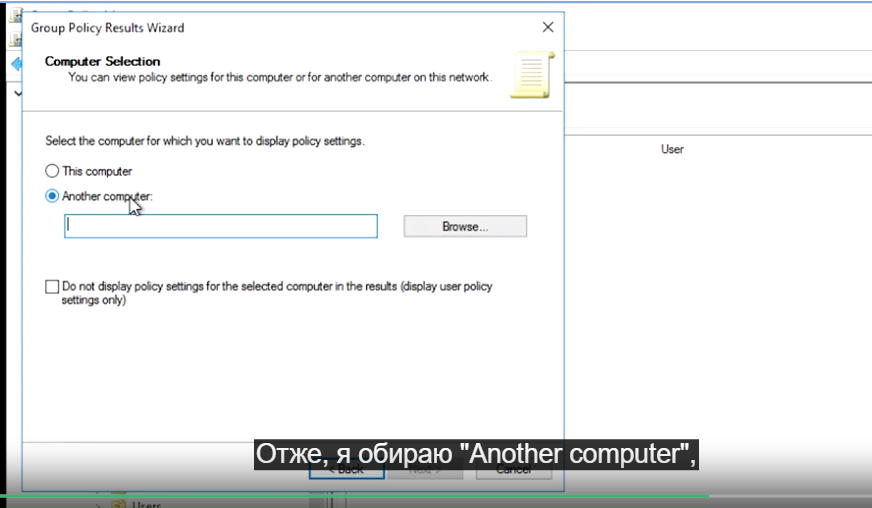 Group Policy Results Wizard
Computer Selection
You can view policy settings for this computer or for another computer on this network.
User
Select the computer for which you want to display policy settings.
This computer
Another computer:
Browse...
Do not display policy settings for the selected computer in the results (display user policy
settings only)
Отже, я обираю "Another computer",
< Back
Next >
Cancel
Users